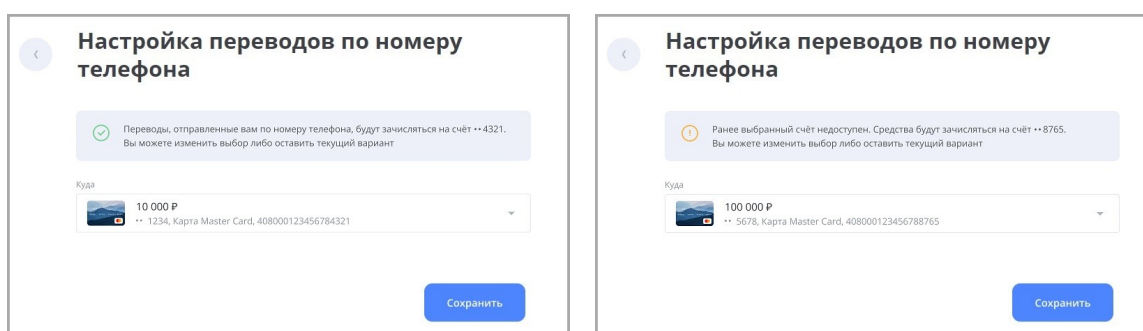 Настройка переводов по номеру
телефона
Переводы, отправленные вам по номеру телефона, будут зачисляться на счёт •• 4321.
Вы можете изменить выбор либо оставить текущий вариант
Куда
10 000 ₽
•• 1234, Карта Master Card, 408000123456784321
Сохранить
Настройка переводов по номеру
телефона
Ранее выбранный счёт недоступен. Средства будут зачисляться на счёт •• 8765.
Вы можете изменить выбор либо оставить текущий вариант
Куда
100 000 ₽
•• 5678, Карта Master Card, 408000123456788765
Сохранить